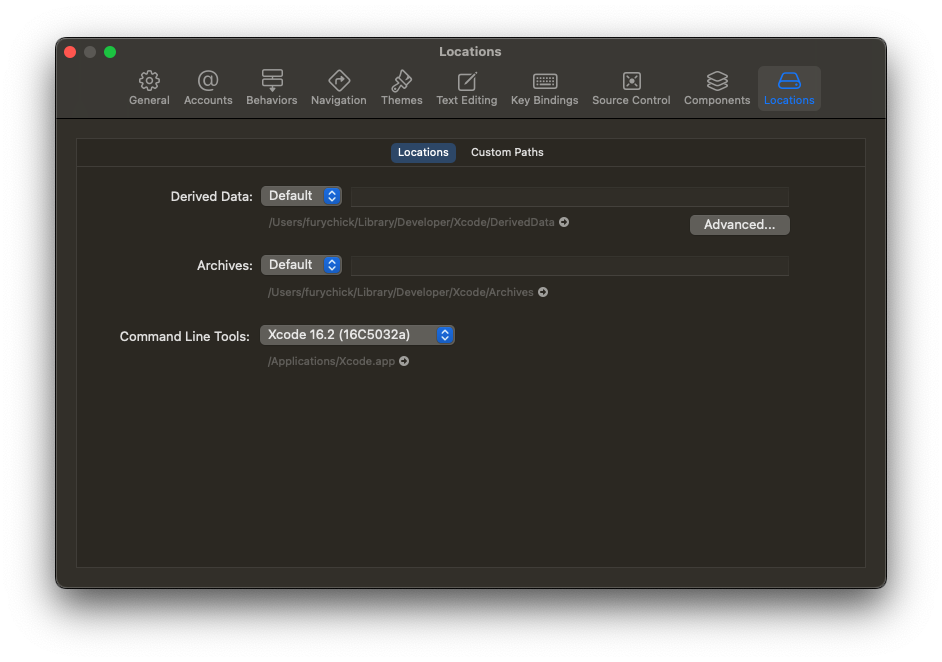 Locations
General Accounts Behaviors Navigation Themes Text Editing Key Bindings Source Control Components Locations
Locations Custom Paths
Derived Data: Default
/Users/furychick/Library/Developer/Xcode/DerivedData
Advanced...
Archives: Default
/Users/furychick/Library/Developer/Xcode/Archives
Command Line Tools: Xcode 16.2 (16C5032a)
/Applications/Xcode.app